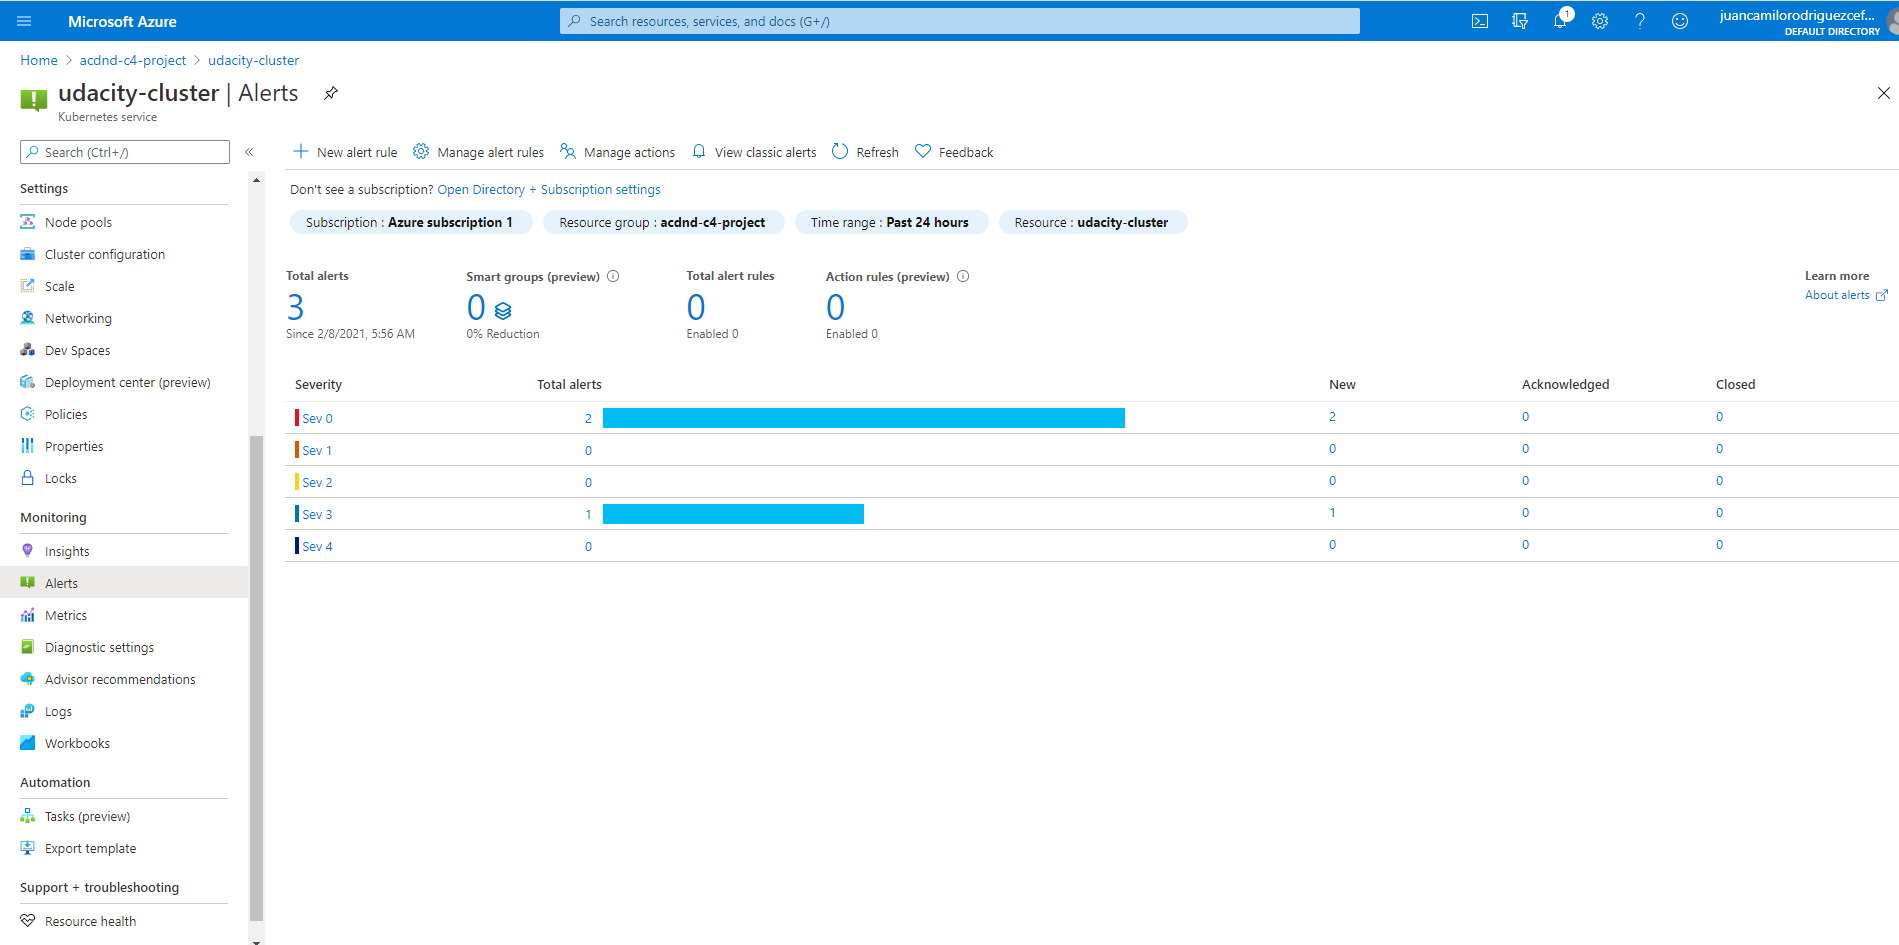 Microsoft Azure
Search resources, services, and docs (G+/)
1
juancamilorodriguezcef...
DEFAULT DIRECTORY
Home > acdnd-c4-project > udacity-cluster
udacity-cluster | Alerts
Kubernetes service
Search (Ctrl+/)
«
Settings
Node pools
Cluster configuration
Scale
Networking
Dev Spaces
Deployment center (preview)
Policies
Properties
Locks
Monitoring
Insights
Alerts
Metrics
Diagnostic settings
Advisor recommendations
Logs
Workbooks
Automation
Tasks (preview)
Export template
Support + troubleshooting
Resource health
New alert rule Manage alert rules Manage actions View classic alerts Refresh Feedback
Don't see a subscription? Open Directory + Subscription settings
Subscription : Azure subscription 1 Resource group : acdnd-c4-project Time range : Past 24 hours Resource : udacity-cluster
Total alerts Smart groups (preview) Total alert rules Action rules (preview) Learn more
3 0 0 0 About alerts
Since 2/8/2021, 5:56 AM 0% Reduction Enabled 0 Enabled 0
Severity Total alerts New Acknowledged Closed
Sev 0 2 2 0 0
Sev 1 0 0 0 0
Sev 2 0 0 0 0
Sev 3 1 1 0 0
Sev 4 0 0 0 0